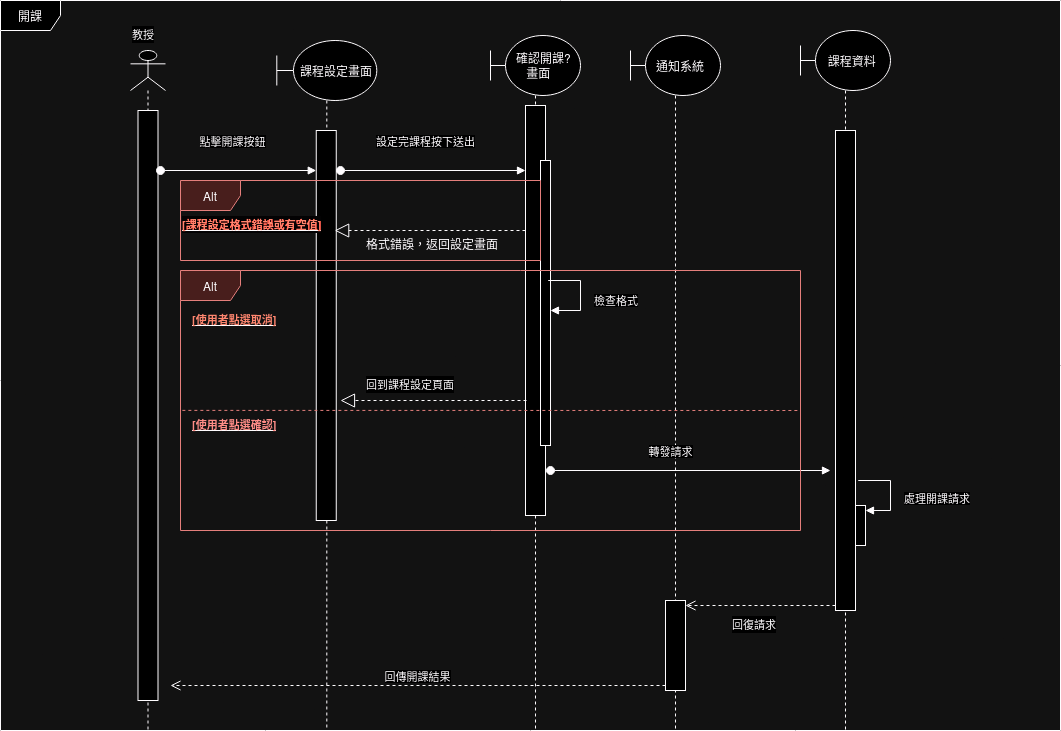 開課
教授
課程設定畫面
確認開課?
畫面
通知系統
課程資料
點擊開課按鈕
設定完課程按下送出
Alt
[課程設定格式錯誤或有空值]
格式錯誤，返回設定畫面
Alt
檢查格式
[使用者點選取消]
回到課程設定頁面
[使用者點選確認]
轉發請求
處理開課請求
回復請求
回傳開課結果